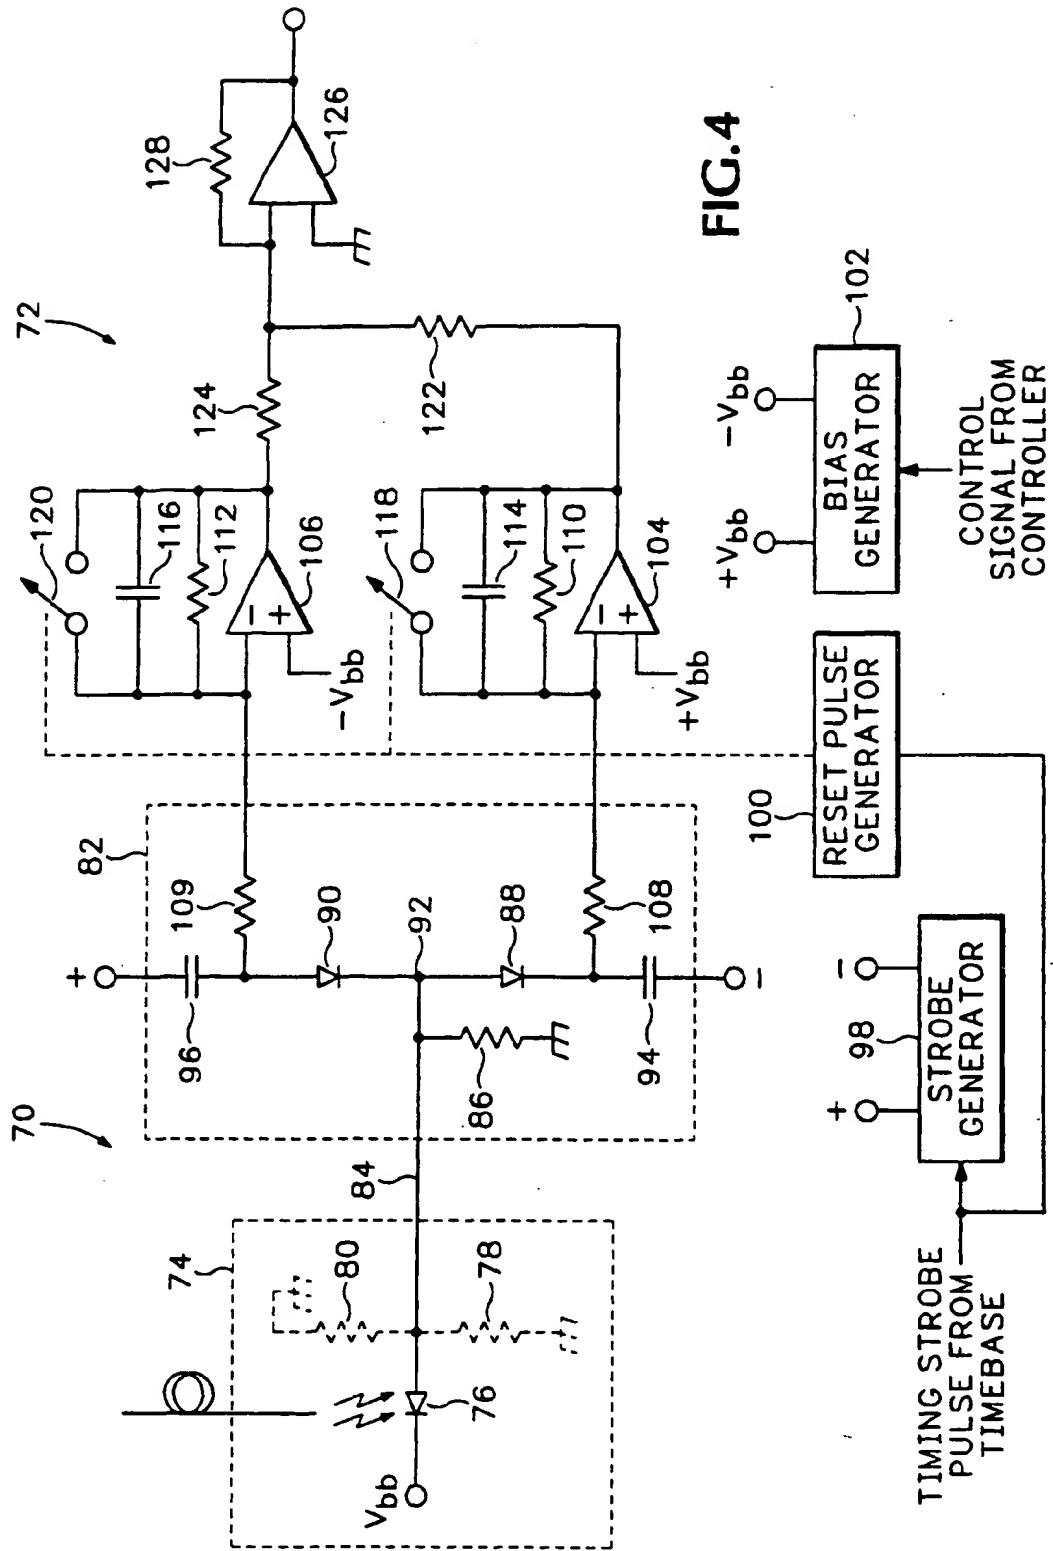 70
72
74
Vbb
76
80
78
84
82
+
96
109
90
92
88
86
94
108
−
120
116
112
−
+
106
−Vbb
118
114
110
−
+
104
+Vbb
124
122
128
126
FIG.4
TIMING STROBE
PULSE FROM
TIMEBASE
+
−
98
STROBE
GENERATOR
100
RESET PULSE
GENERATOR
+Vbb
−Vbb
102
BIAS
GENERATOR
CONTROL
SIGNAL FROM
CONTROLLER